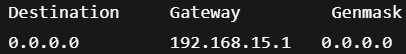 Destination Gateway Genmask
0.0.0.0 192.168.15.1 0.0.0.0